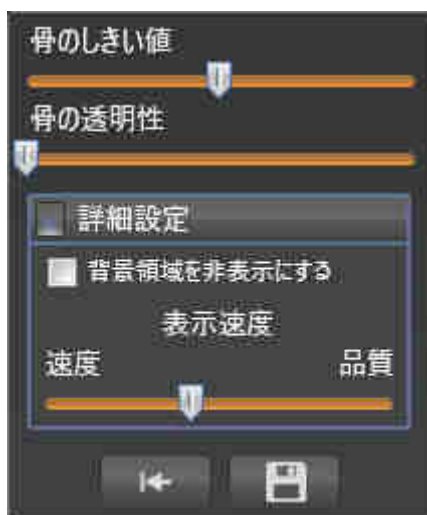 骨のしきい値
骨の透明性
詳細設定
背景領域を非表示にする
表示速度
速度 品質